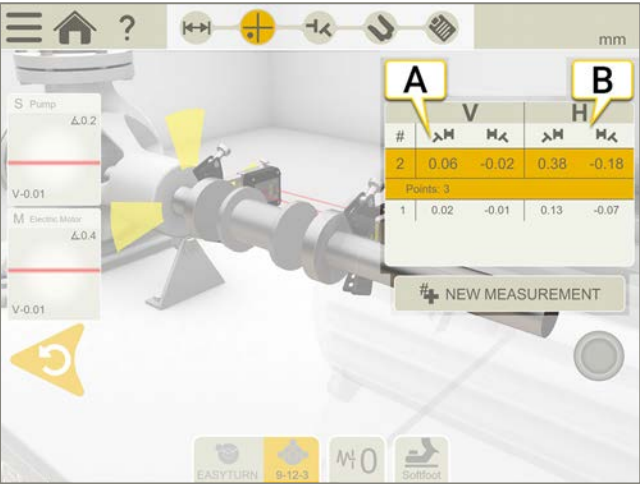 ?
mm
A
B
S Pump
∡0.2
V-0.01
M Electric Motor
∡0.4
V-0.01
V H
#
2 0.06 -0.02 0.38 -0.18
Points: 3
1 0.02 -0.01 0.13 -0.07
NEW MEASUREMENT
EASYTURN
9-12-3
0
Softfoot